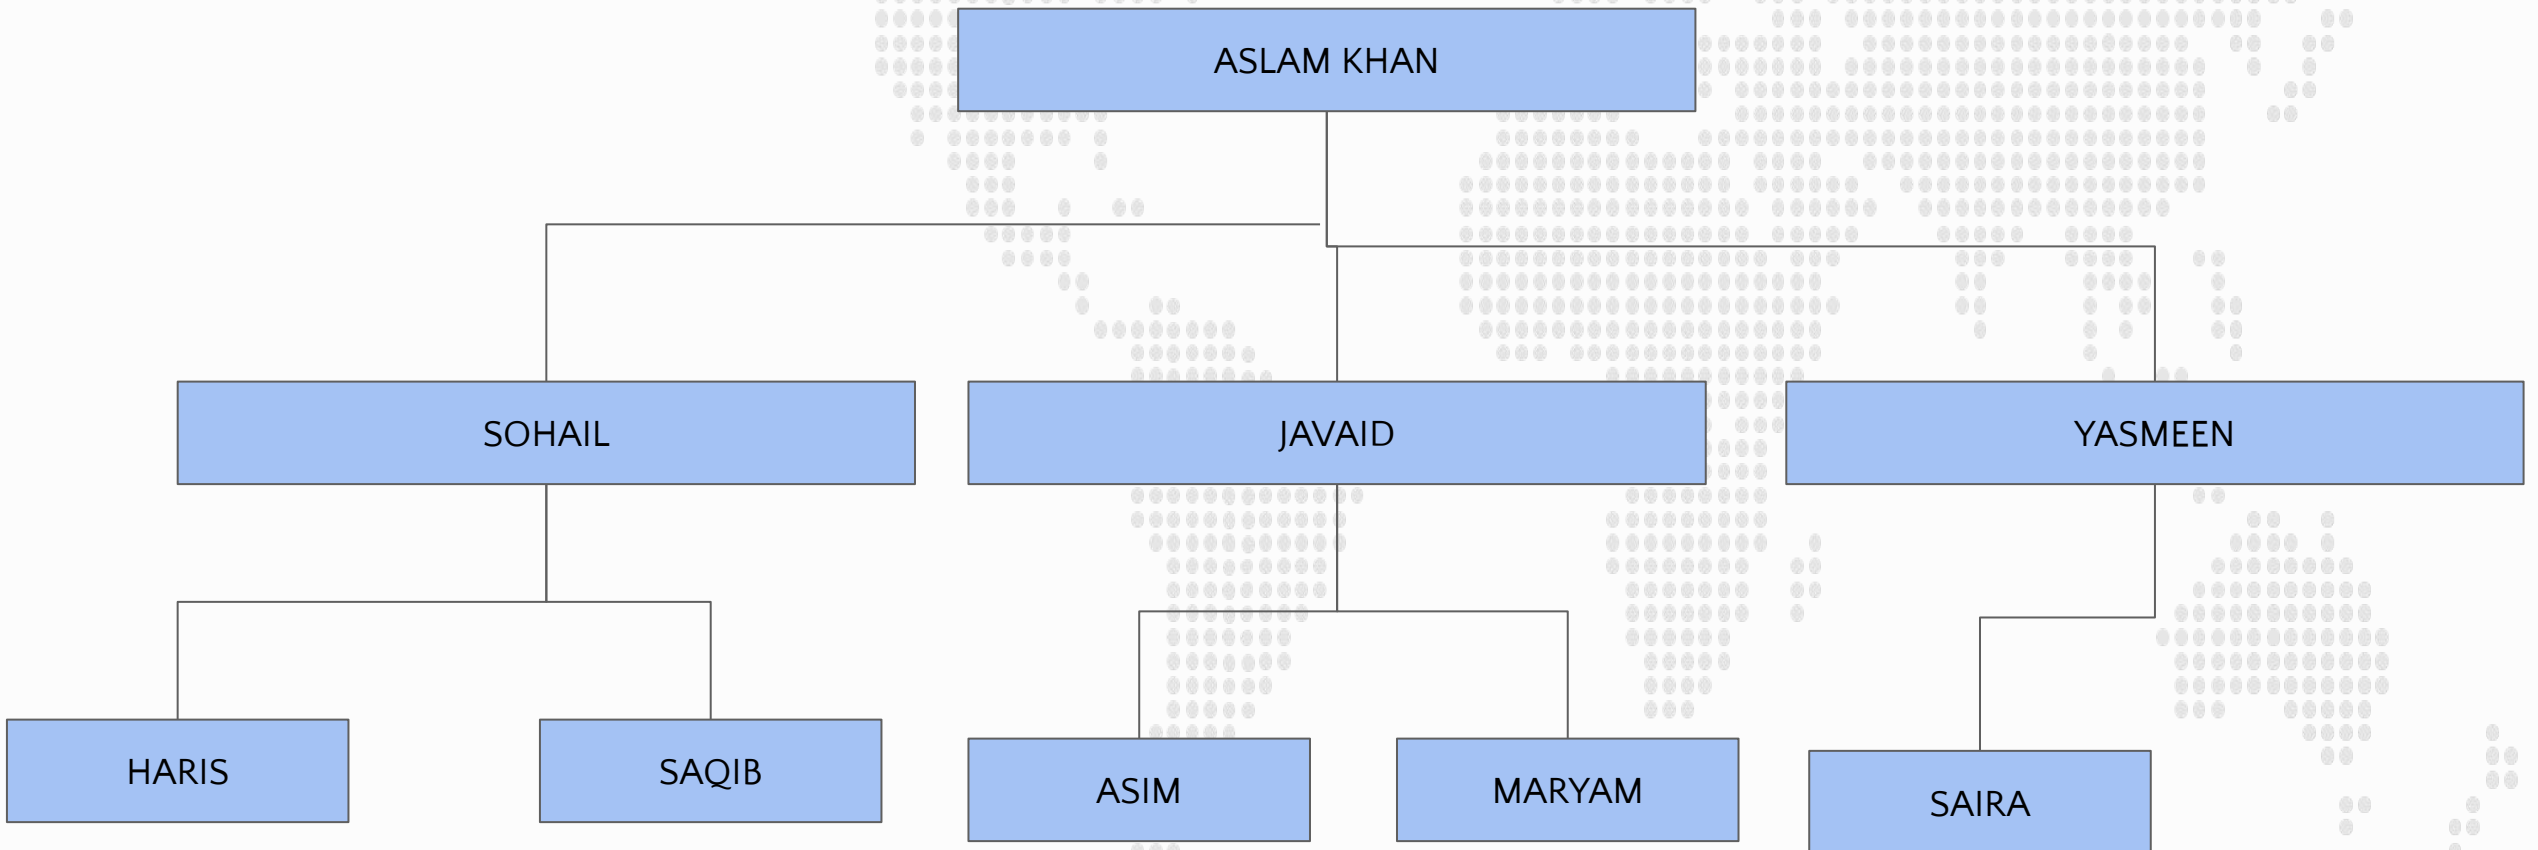 ASLAM KHAN
SOHAIL
JAVAID
YASMEEN
HARIS
SAQIB
ASIM
MARYAM
SAIRA